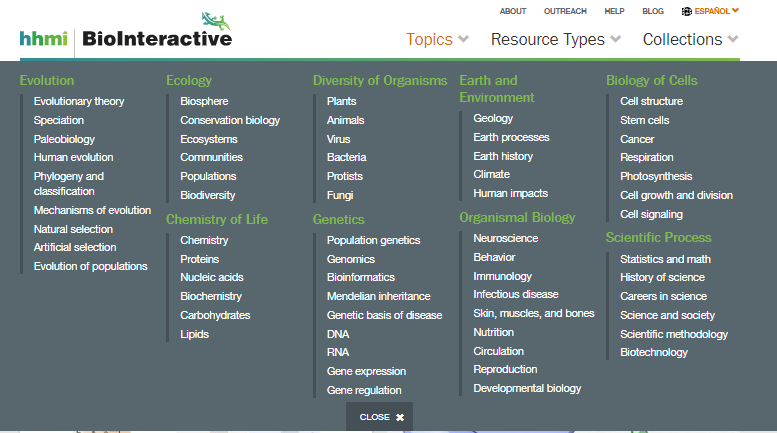 ABOUT OUTREACH HELP BLOG ESPAÑOL
hhmi BioInteractive
Topics Resource Types Collections
Evolution
Evolutionary theory
Speciation
Paleobiology
Human evolution
Phylogeny and
classification
Mechanisms of evolution
Natural selection
Artificial selection
Evolution of populations
Ecology
Biosphere
Conservation biology
Ecosystems
Communities
Populations
Biodiversity
Chemistry of Life
Chemistry
Proteins
Nucleic acids
Biochemistry
Carbohydrates
Lipids
Diversity of Organisms
Plants
Animals
Virus
Bacteria
Protists
Fungi
Genetics
Population genetics
Genomics
Bioinformatics
Mendelian inheritance
Genetic basis of disease
DNA
RNA
Gene expression
Gene regulation
Earth and
Environment
Geology
Earth processes
Earth history
Climate
Human impacts
Organismal Biology
Neuroscience
Behavior
Immunology
Infectious disease
Skin, muscles, and bones
Nutrition
Circulation
Reproduction
Developmental biology
Biology of Cells
Cell structure
Stem cells
Cancer
Respiration
Photosynthesis
Cell growth and division
Cell signaling
Scientific Process
Statistics and math
History of science
Careers in science
Science and society
Scientific methodology
Biotechnology
CLOSE